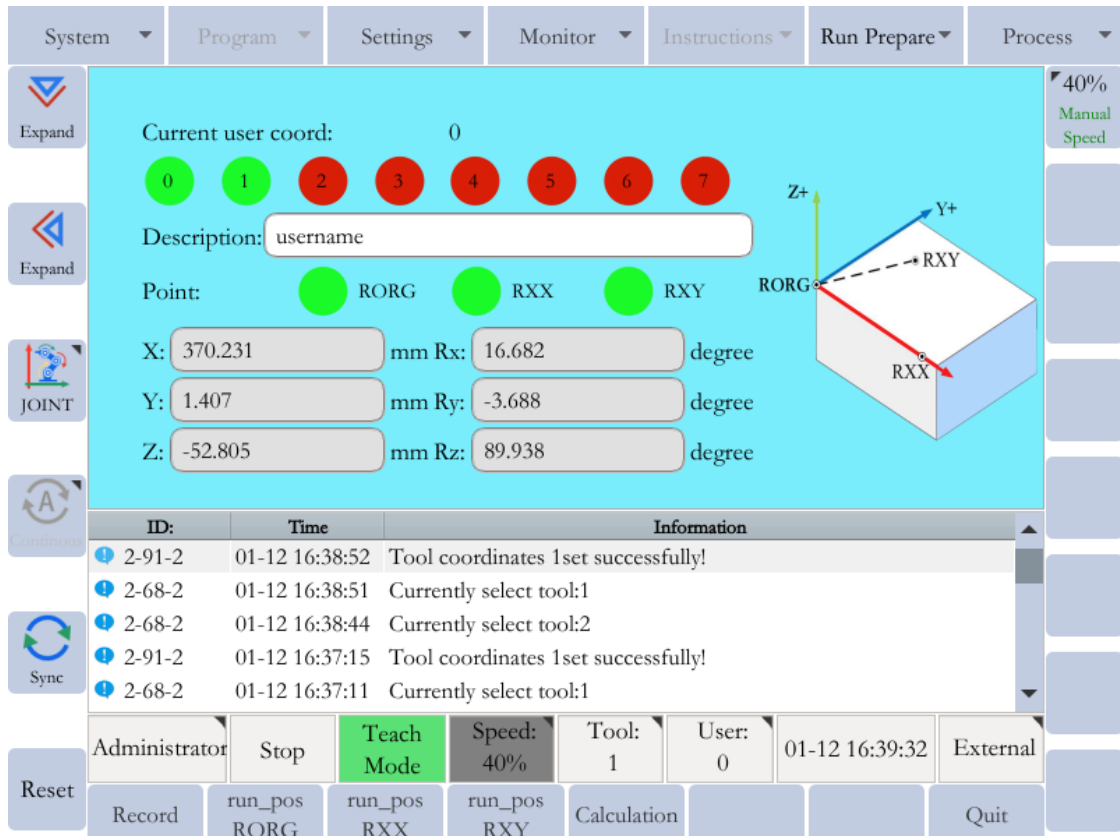 System Program Settings Monitor Instructions Run Prepare Process
Expand
Expand
JOINT
A
Continous
Sync
Reset
40%
Manual
Speed
Current user coord: 0
0 1 2 3 4 5 6 7
Description: username
Point: RORG RXX RXY
X: 370.231 mm Rx: 16.682 degree
Y: 1.407 mm Ry: -3.688 degree
Z: -52.805 mm Rz: 89.938 degree
Z+
Y+
RXY
RORG
RXX
ID: Time Information
2-91-2 01-12 16:38:52 Tool coordinates 1set successfully!
2-68-2 01-12 16:38:51 Currently select tool:1
2-68-2 01-12 16:38:44 Currently select tool:2
2-91-2 01-12 16:37:15 Tool coordinates 1set successfully!
2-68-2 01-12 16:37:11 Currently select tool:1
Administrator
Stop
Teach
Mode
Speed:
40%
Tool:
1
User:
0
01-12 16:39:32
External
Record
run_pos
RORG
run_pos
RXX
run_pos
RXY
Calculation
Quit